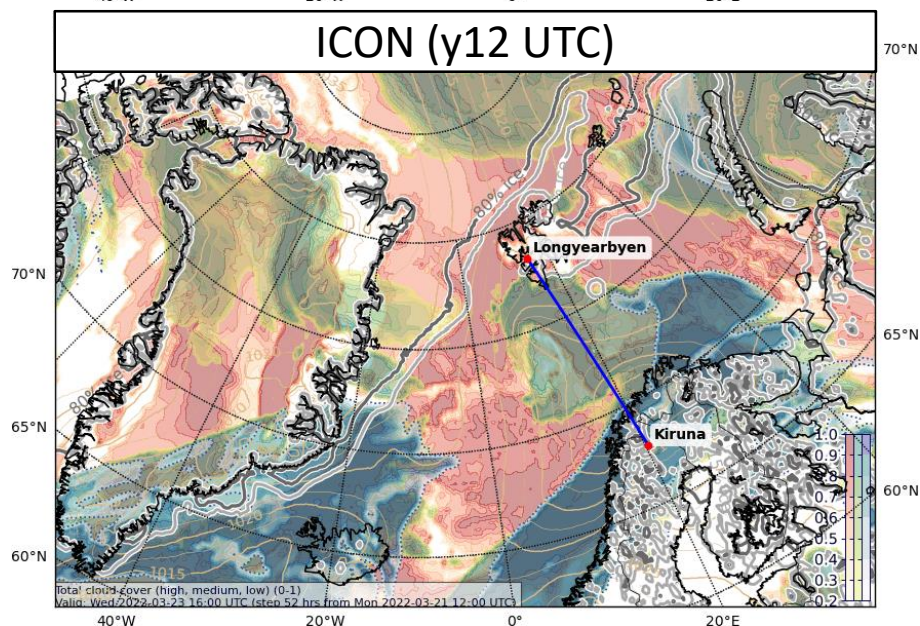 ICON (y12 UTC)
70°N
80% ice
Longyearbyen
70°N
65°N
80% ice
65°N
Kiruna
1.0
0.9
0.8
0.7
0.6
0.5
0.4
0.3
0.2
60°N
60°N
1015
Total cloud cover (high, medium, low) (0-1)
Valid: Wed 2022-03-23 16:00 UTC (step 52 hrs from Mon 2022-03-21 12:00 UTC)
40°W
20°W
0°
20°E